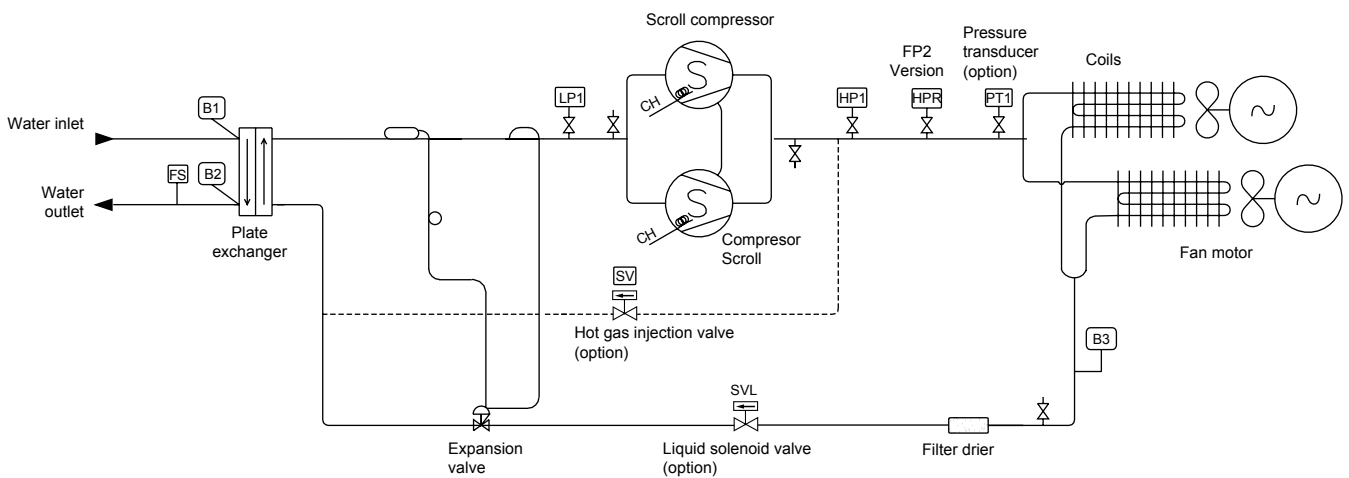 Scroll compressor
Pressure
transducer
(option)
FP2
Version
Coils
LP1
HP1
HPR
PT1
CH
B1
Water inlet
FS
B2
Water
outlet
Plate
exchanger
CH
Compresor
Scroll
Fan motor
SV
Hot gas injection valve
(option)
B3
SVL
Expansion
valve
Liquid solenoid valve
(option)
Filter drier